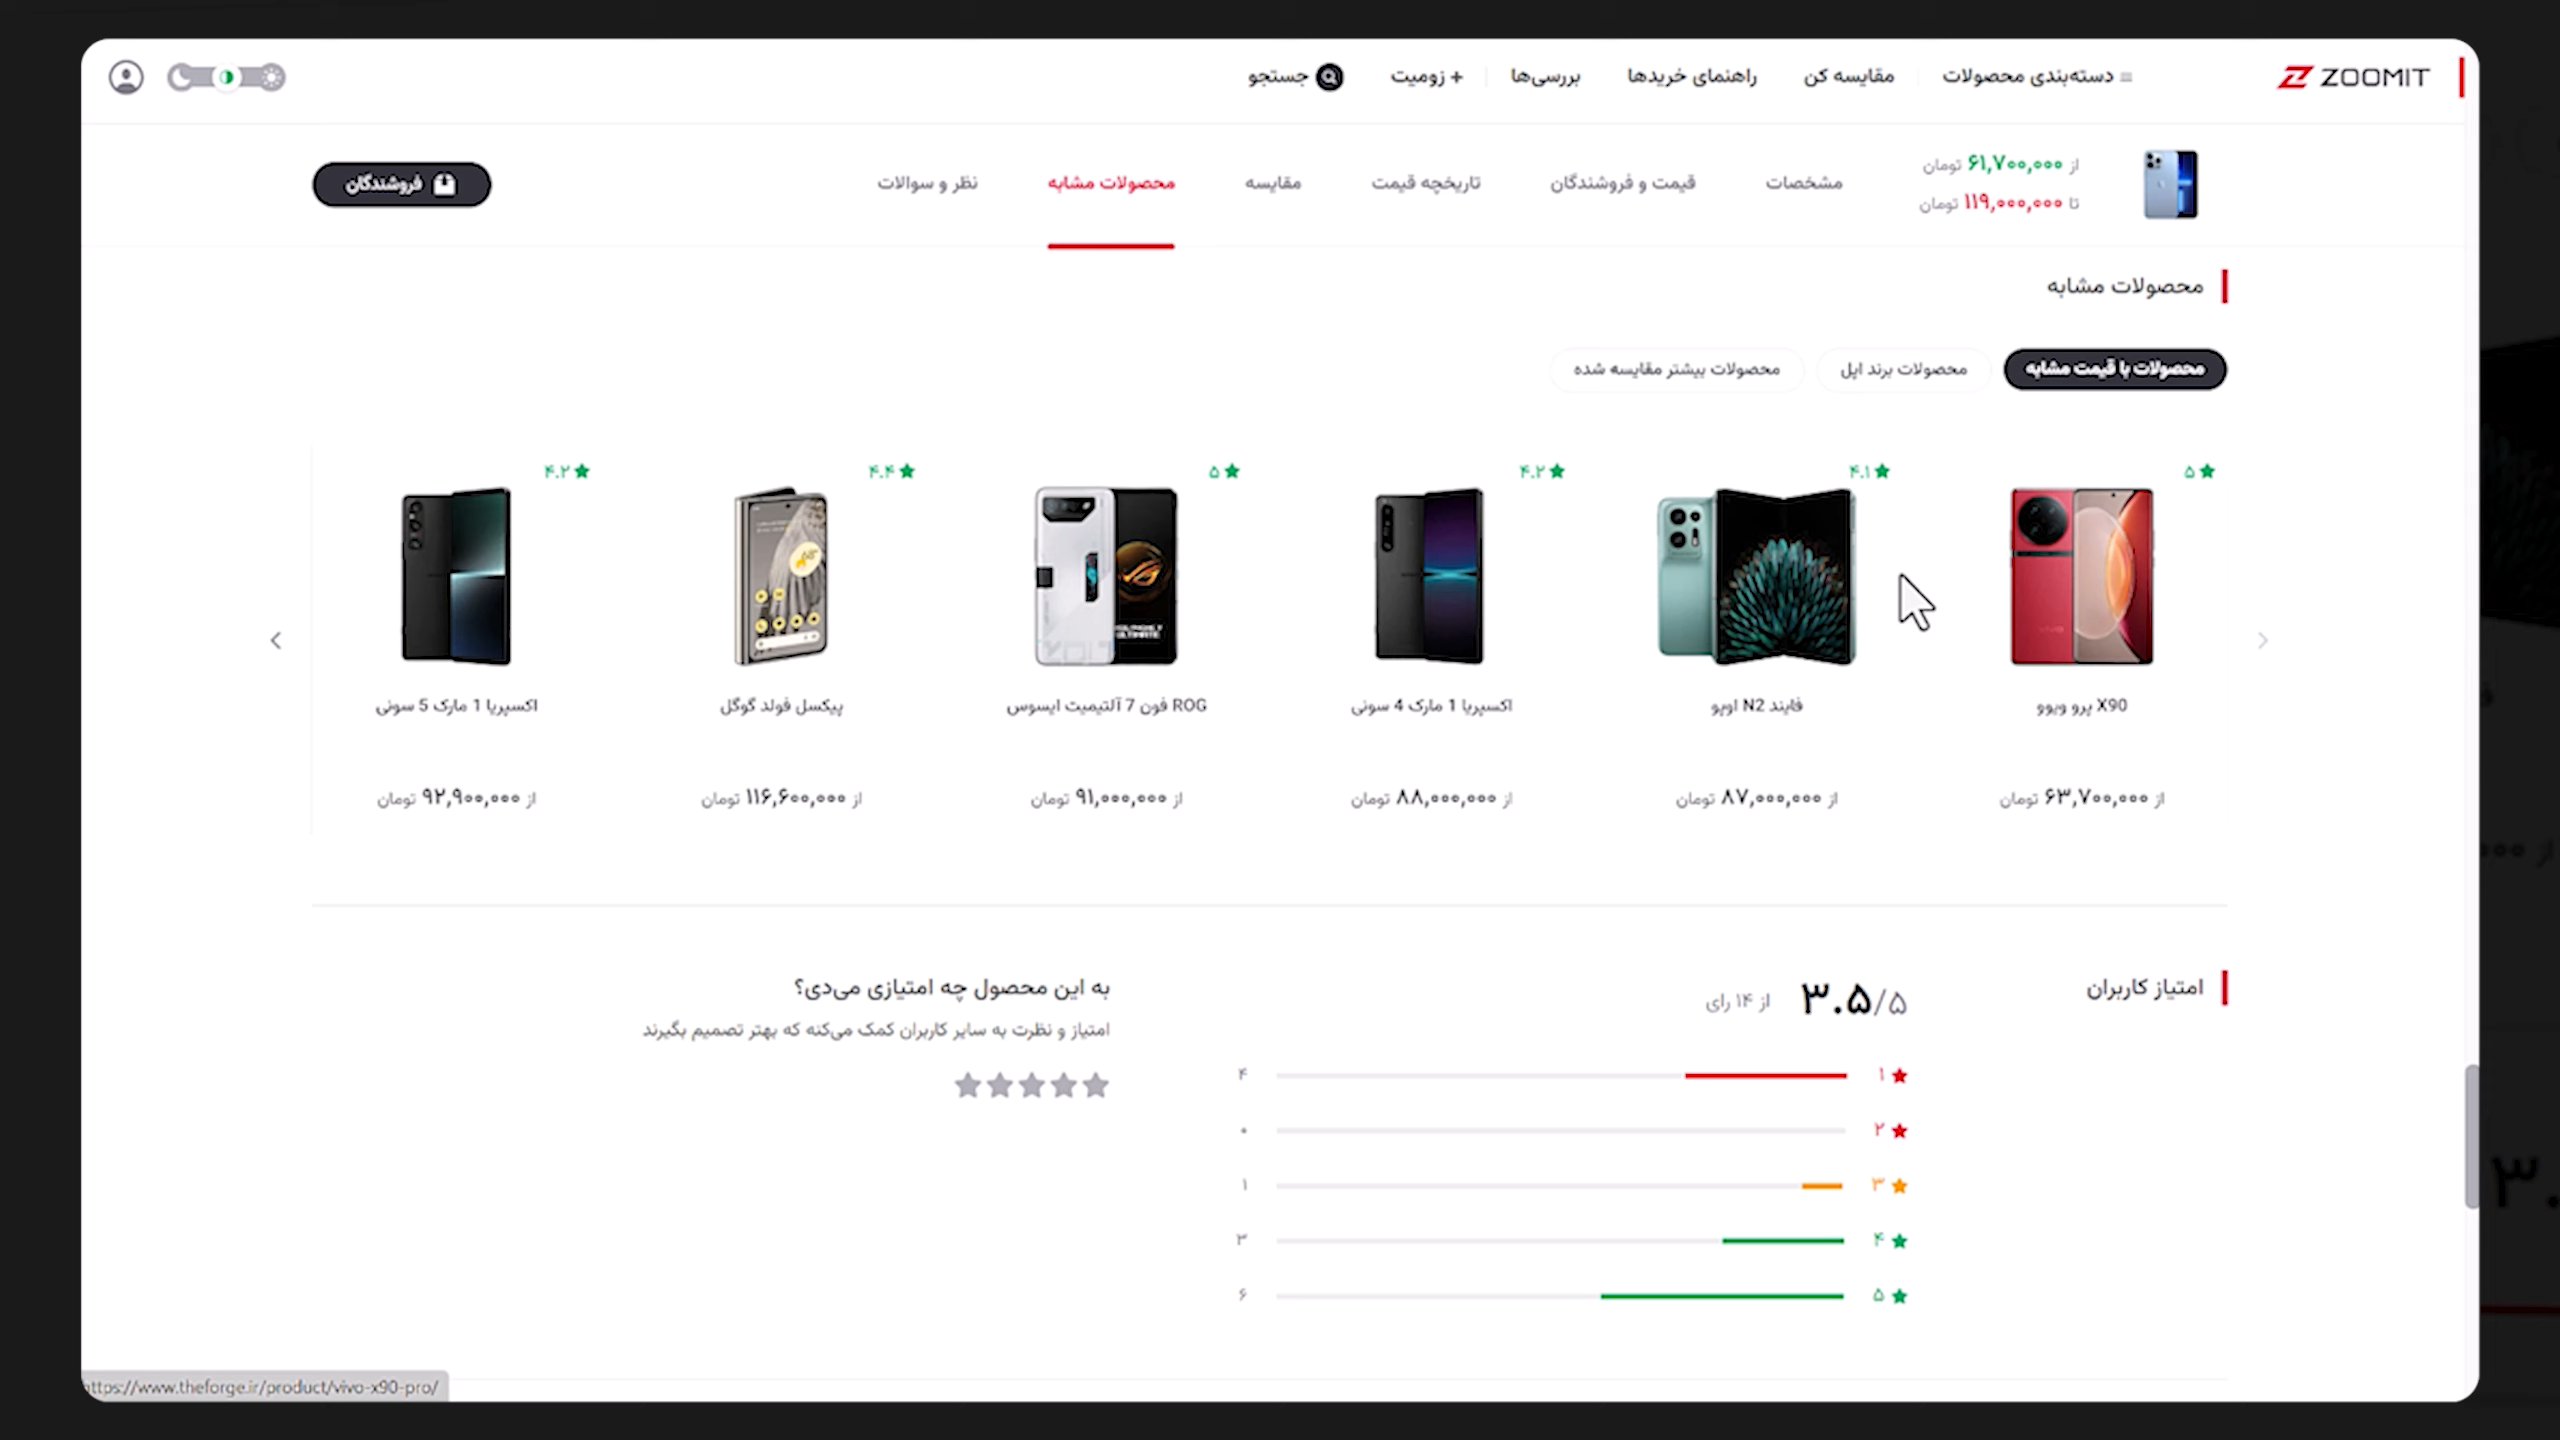 ZOOMIT
دسته‌بندی محصولات
مقایسه کن
راهنمای خریدها
بررسی‌ها
+ زومیت
جستجو
از ۶۱,۷۰۰,۰۰۰ تومان
تا ۱۱۹,۰۰۰,۰۰۰ تومان
مشخصات
قیمت و فروشندگان
تاریخچه قیمت
مقایسه
محصولات مشابه
نظر و سوالات
فروشندگان
محصولات مشابه
محصولات با قیمت مشابه
محصولات برند اپل
محصولات بیشتر مقایسه شده
۵
۴.۱
۴.۲
۵
۴.۴
۴.۲
X90 پرو ویوو
فایند N2 اوپو
اکسپریا 1 مارک 4 سونی
ROG فون 7 آلتیمیت ایسوس
پیکسل فولد گوگل
اکسپریا 1 مارک 5 سونی
از ۶۳,۷۰۰,۰۰۰ تومان
از ۸۷,۰۰۰,۰۰۰ تومان
از ۸۸,۰۰۰,۰۰۰ تومان
از ۹۱,۰۰۰,۰۰۰ تومان
از ۱۱۶,۶۰۰,۰۰۰ تومان
از ۹۲,۹۰۰,۰۰۰ تومان
امتیاز کاربران
۳.۵/۵
از ۱۴ رای
۱ ۴
۲ ۰
۳ ۱
۴ ۳
۵ ۶
به این محصول چه امتیازی می‌دی؟
امتیاز و نظرت به سایر کاربران کمک می‌کنه که بهتر تصمیم بگیرند
https://www.theforge.ir/product/vivo-x90-pro/